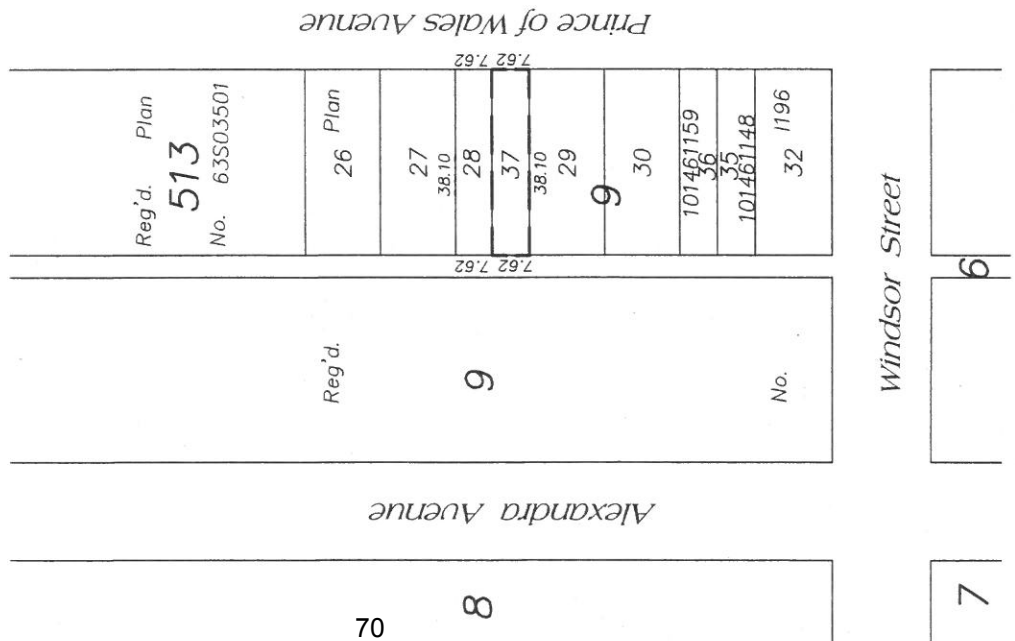 Prince of Wales Avenue
7.62 7.62
Reg'd. Plan
513
No. 63S03501
26 Plan
27
38.10
28
37
38.10
29
9
30
101461159
36
35
101461148
32 I196
7.62 7.62
Windsor Street
6
Reg'd.
9
No.
Alexandra Avenue
8
7
70